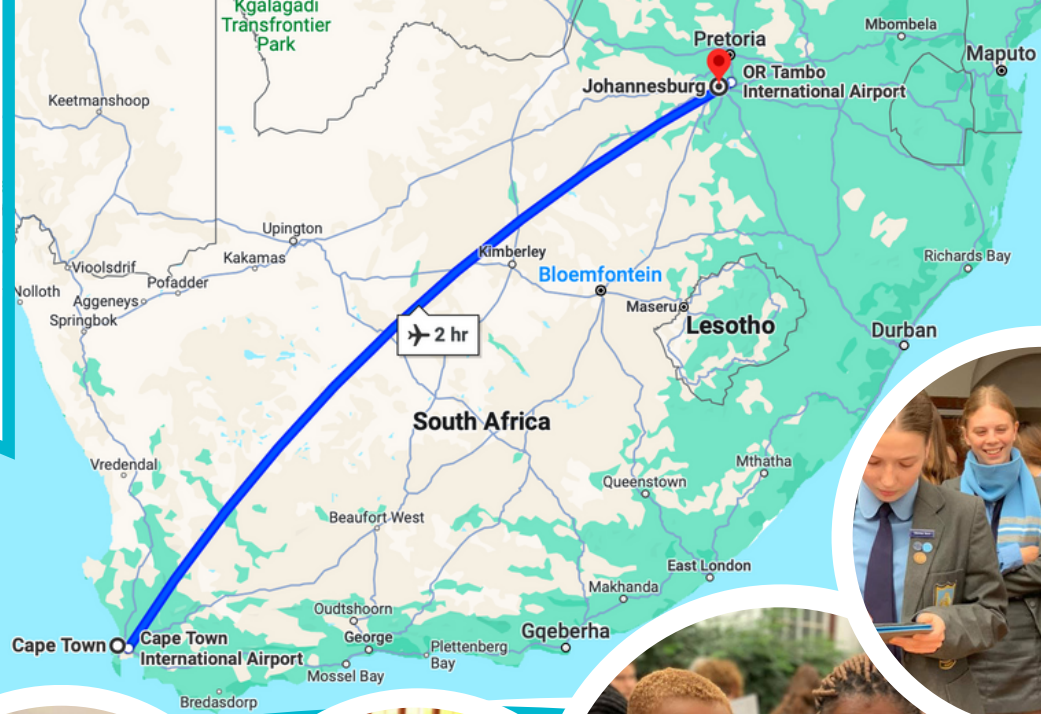 Kgalagadi
Transfrontier
Park
Mbombela
Pretoria
Maputo
OR Tambo
International Airport
Johannesburg
Keetmanshoop
Upington
Kimberley
Kakamas
Richards Bay
Vioolsdrif
Bloemfontein
Pofadder
Nolloth
Aggeneys
Maseru
Springbok
Lesotho
Durban
2 hr
South Africa
Vredendal
Mthatha
Queenstown
Beaufort West
East London
Makhanda
Oudtshoorn
Gqeberha
George
Cape Town
Cape Town
International Airport
Plettenberg
Bay
Mossel Bay
Bredasdorp